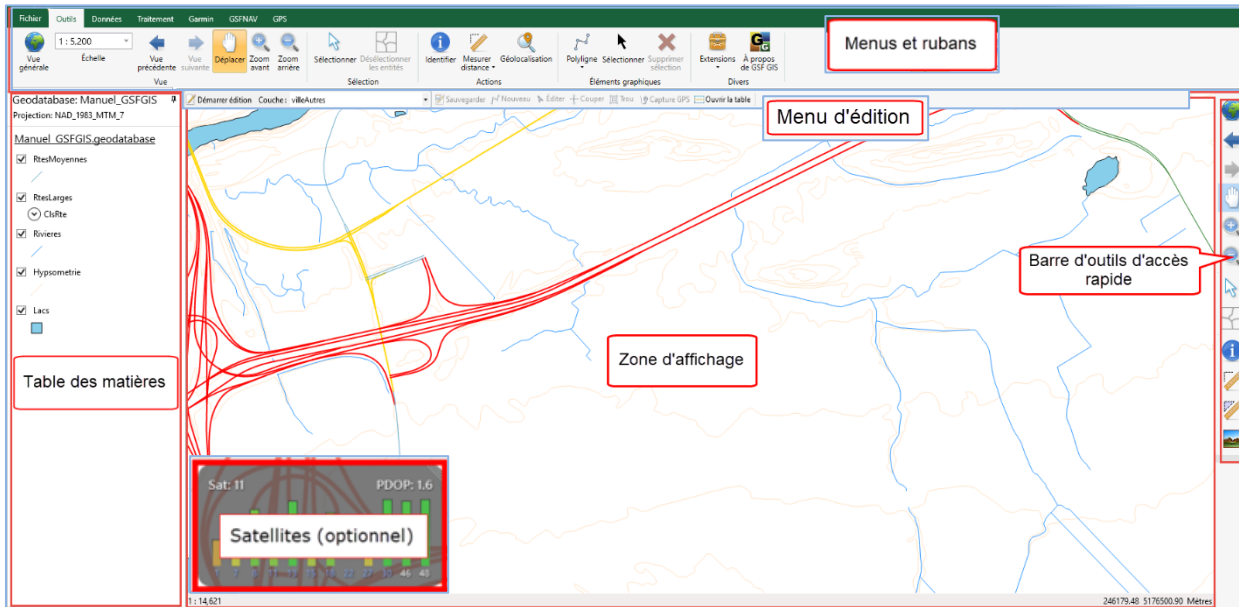 Fichier Outils Données Traitement Garmin GSFNAV GPS
1 : 5,200
Vue générale
Échelle
Vue précédente
Vue suivante
Déplacer
Zoom avant
Zoom arrière
Vue
Sélectionner
Désélectionner les entités
Sélection
Identifier
Mesurer distance
Géolocalisation
Actions
Polyligne
Sélectionner
Supprimer sélection
Éléments graphiques
Extensions
À propos de GSF GIS
Divers
Menus et rubans
Geodatabase: Manuel_GSFGIS
Projection: NAD_1983_MTM_7
Démarrer édition Couche: villeAutres
Sauvegarder Nouveau Éditer Couper Trou Capture GPS Ouvrir la table
Menu d'édition
Manuel_GSFGIS.geodatabase
RtesMoyennes
RtesLarges
ClsRte
Rivieres
Hypsometrie
Lacs
Table des matières
Barre d'outils d'accès
rapide
Zone d'affichage
Sat: 11 PDOP: 1.6
Satellites (optionnel)
46 48
1 : 14,621
246179.48 5176500.90 Mètres